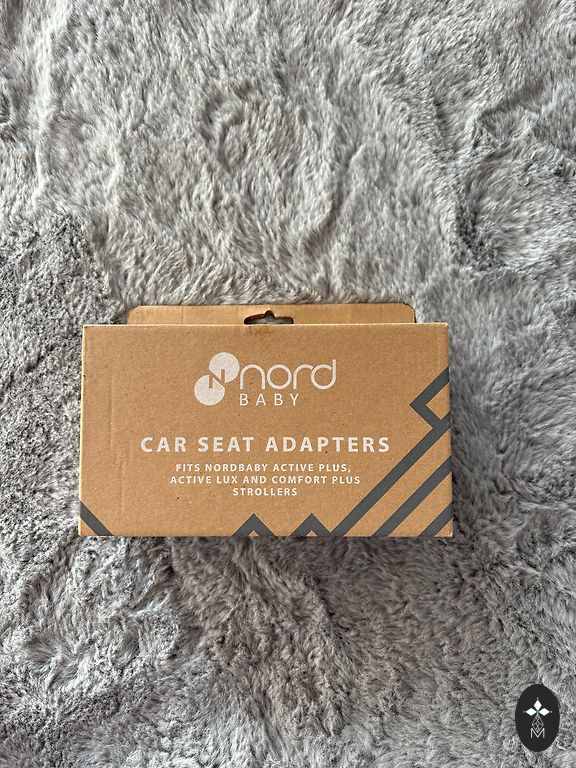 N nord
BABY
CAR SEAT ADAPTERS
FITS NORDBABY ACTIVE PLUS,
ACTIVE LUX AND COMFORT PLUS
STROLLERS
M